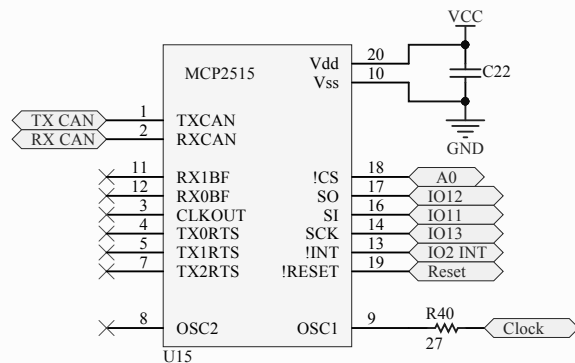 VCC
MCP2515
Vdd 20
Vss 10
C22
GND
TX CAN 1 TXCAN
RX CAN 2 RXCAN
11 RX1BF !CS 18 A0
12 RX0BF SO 17 IO12
3 CLKOUT SI 16 IO11
4 TX0RTS SCK 14 IO13
5 TX1RTS !INT 13 IO2 INT
7 TX2RTS !RESET 19 Reset
8 OSC2 OSC1 9 R40 27 Clock
U15